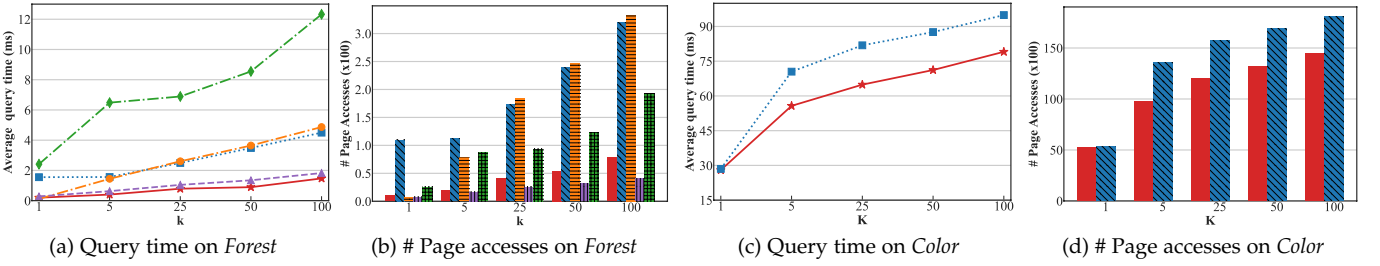 Average query time (ms)
12
10
8
6
4
2
0
1 5 25 50 100
k
(a) Query time on Forest
# Page Accesses (x100)
3.0
2.5
2.0
1.5
1.0
0.5
0.0
1 5 25 50 100
k
(b) # Page accesses on Forest
Average query time (ms)
90
75
60
45
30
15
1 5 25 50 100
K
(c) Query time on Color
# Page Accesses (x100)
150
100
50
0
1 5 25 50 100
K
(d) # Page accesses on Color